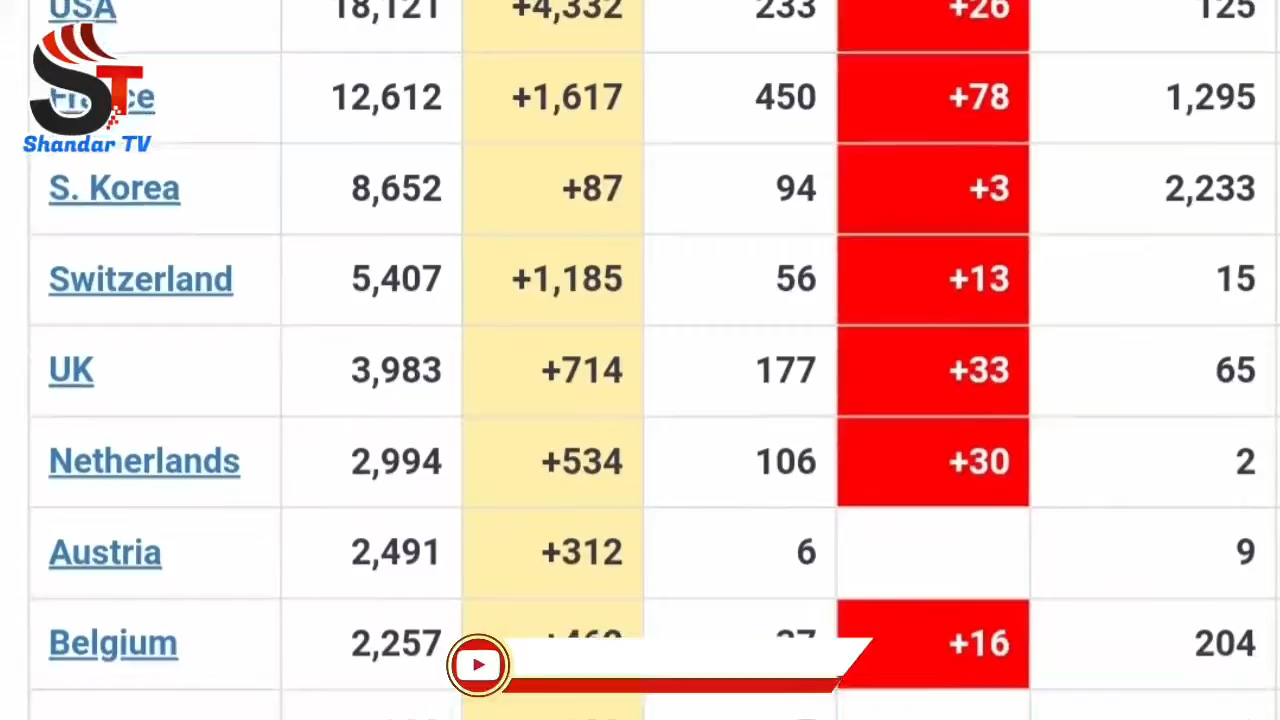 USA 18,121 +4,332 233 +26 125
ST
France 12,612 +1,617 450 +78 1,295
Shandar TV
S. Korea 8,652 +87 94 +3 2,233
Switzerland 5,407 +1,185 56 +13 15
UK 3,983 +714 177 +33 65
Netherlands 2,994 +534 106 +30 2
Austria 2,491 +312 6 9
Belgium 2,257 +16 204